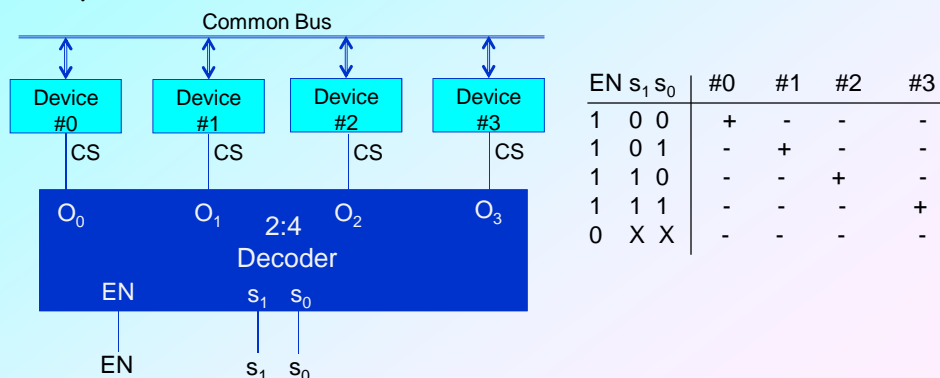 Common Bus
Device #0
Device #1
Device #2
Device #3
CS CS CS CS
O₀ O₁ O₂ O₃
2:4
Decoder
EN s₁ s₀
EN s₁ s₀
EN s₁ s₀ #0 #1 #2 #3
1 0 0 + - - -
1 0 1 - + - -
1 1 0 - - + -
1 1 1 - - - +
0 X X - - - -